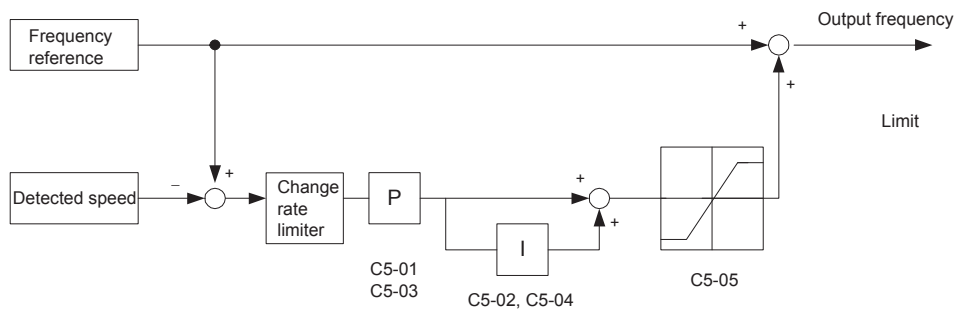 Frequency
reference
+
Output frequency
+
Limit
Detected speed
−
+
Change
rate
limiter
P
+
+
I
C5-01
C5-03
C5-02, C5-04
C5-05